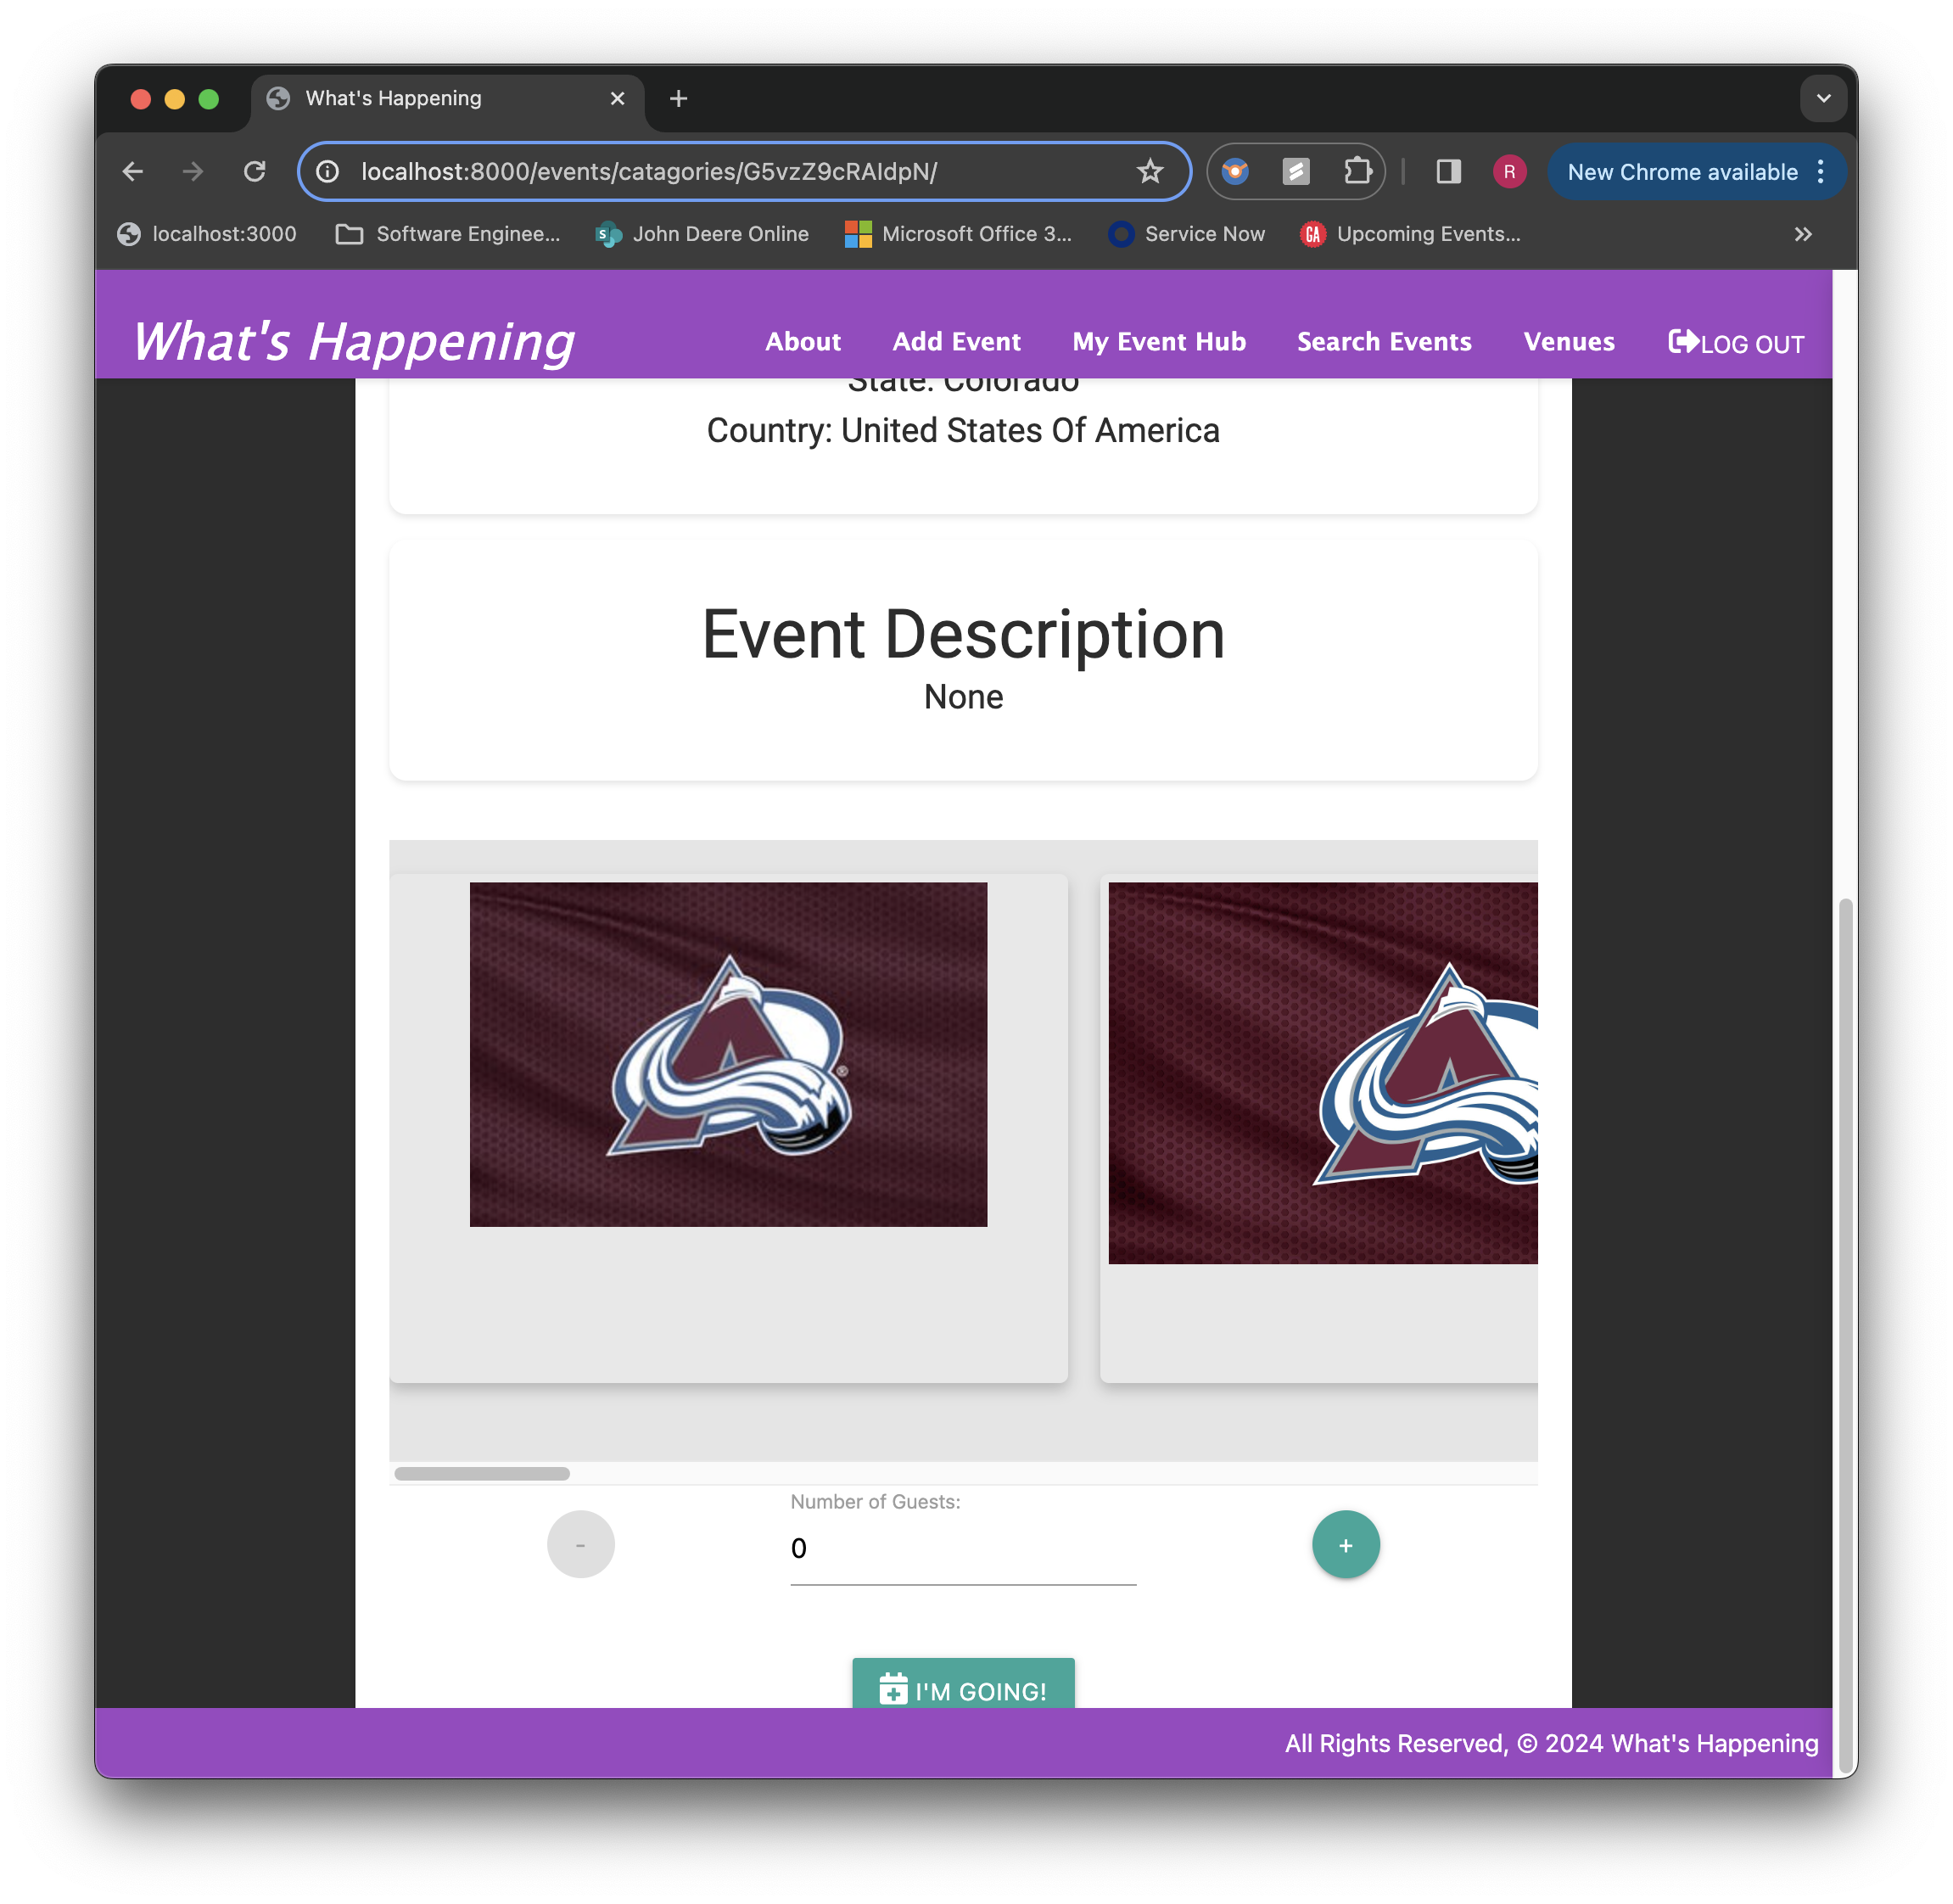 What's Happening
localhost:8000/events/catagories/G5vzZ9cRAIdpN/
R
New Chrome available
localhost:3000
Software Enginee...
S
John Deere Online
Microsoft Office 3...
Service Now
GA
Upcoming Events...
What's Happening
About
Add Event
My Event Hub
Search Events
Venues
LOG OUT
State: Colorado
Country: United States Of America
Event Description
None
®
Number of Guests:
-
0
+
I'M GOING!
All Rights Reserved, © 2024 What's Happening